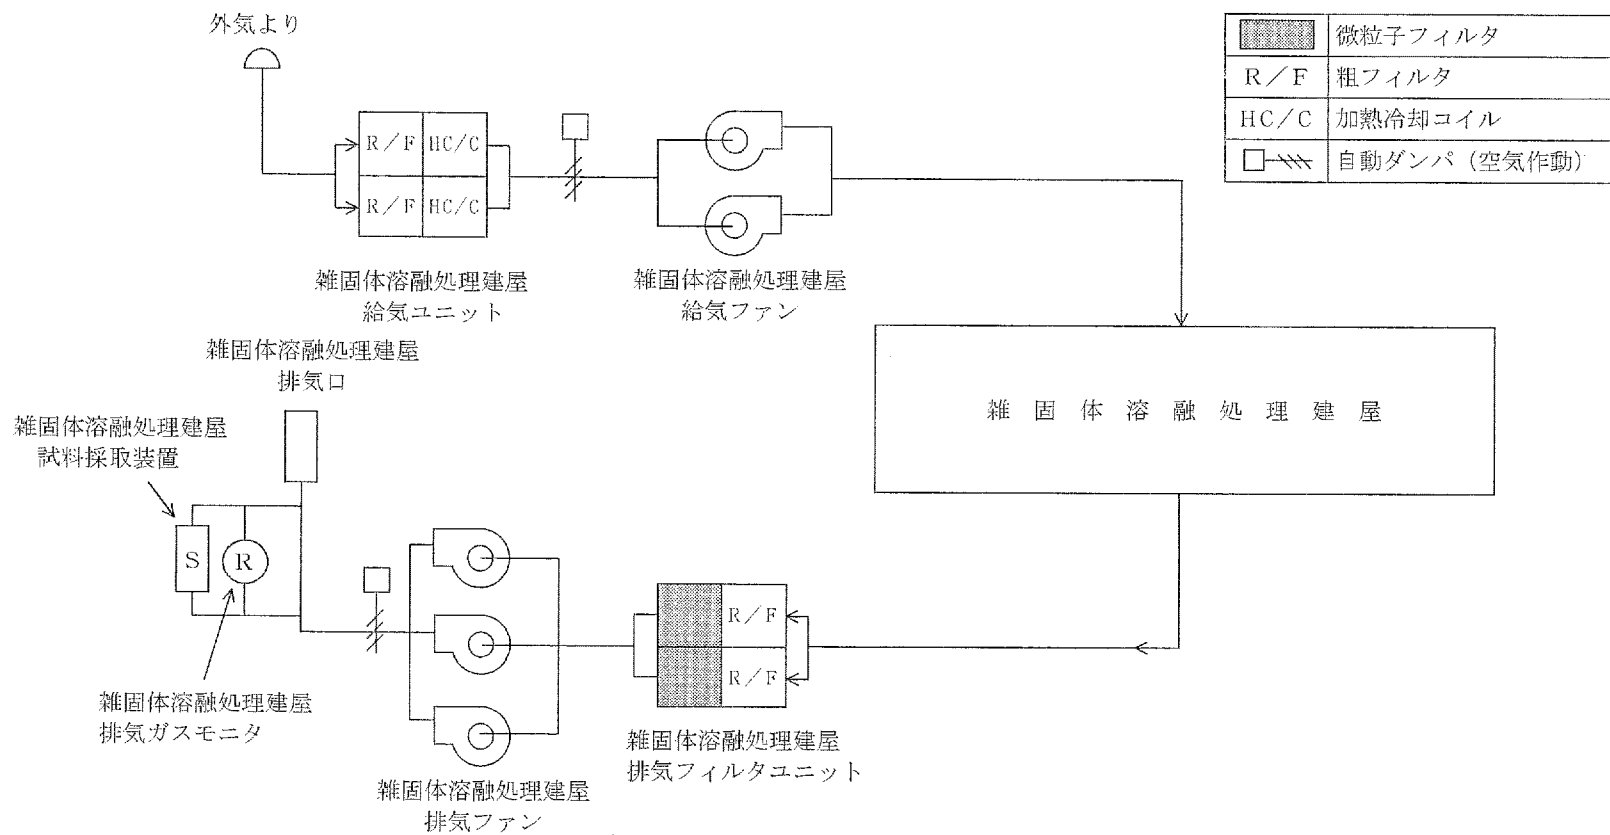 外気より
微粒子フィルタ
R/F 粗フィルタ
HC/C 加熱冷却コイル
自動ダンパ(空気作動)
R/F HC/C
R/F HC/C
雑固体溶融処理建屋
給気ユニット
雑固体溶融処理建屋
給気ファン
雑固体溶融処理建屋
雑固体溶融処理建屋
排気口
雑固体溶融処理建屋
試料採取装置
S
R
雑固体溶融処理建屋
排気ガスモニタ
雑固体溶融処理建屋
排気ファン
R/F
R/F
雑固体溶融処理建屋
排気フィルタユニット